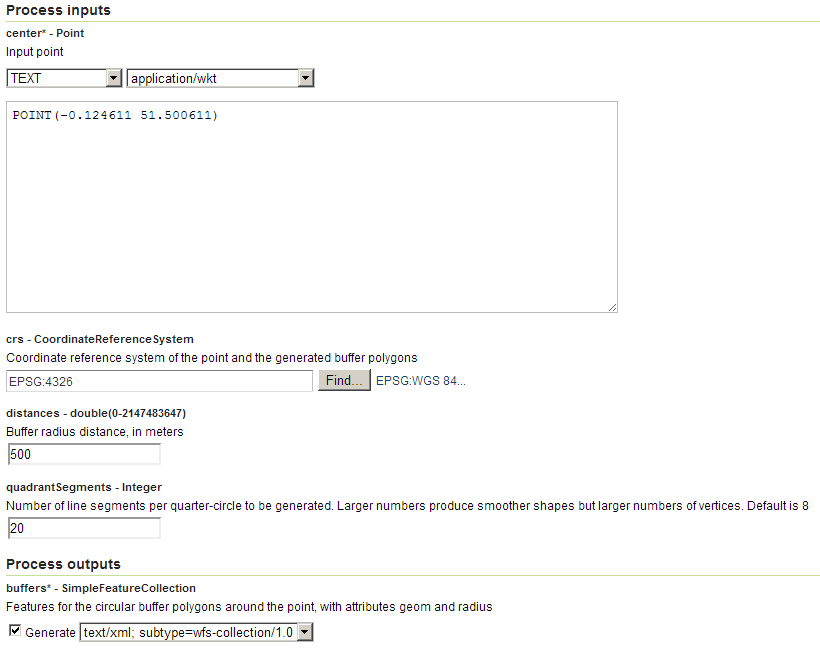 Process inputs
center* - Point
Input point
TEXT application/wkt
POINT(-0.124611 51.500611)
crs - CoordinateReferenceSystem
Coordinate reference system of the point and the generated buffer polygons
EPSG:4326 Find... EPSG:WGS 84...
distances - double(0-2147483647)
Buffer radius distance, in meters
500
quadrantSegments - Integer
Number of line segments per quarter-circle to be generated. Larger numbers produce smoother shapes but larger numbers of vertices. Default is 8
20
Process outputs
buffers* - SimpleFeatureCollection
Features for the circular buffer polygons around the point, with attributes geom and radius
Generate text/xml; subtype=wfs-collection/1.0